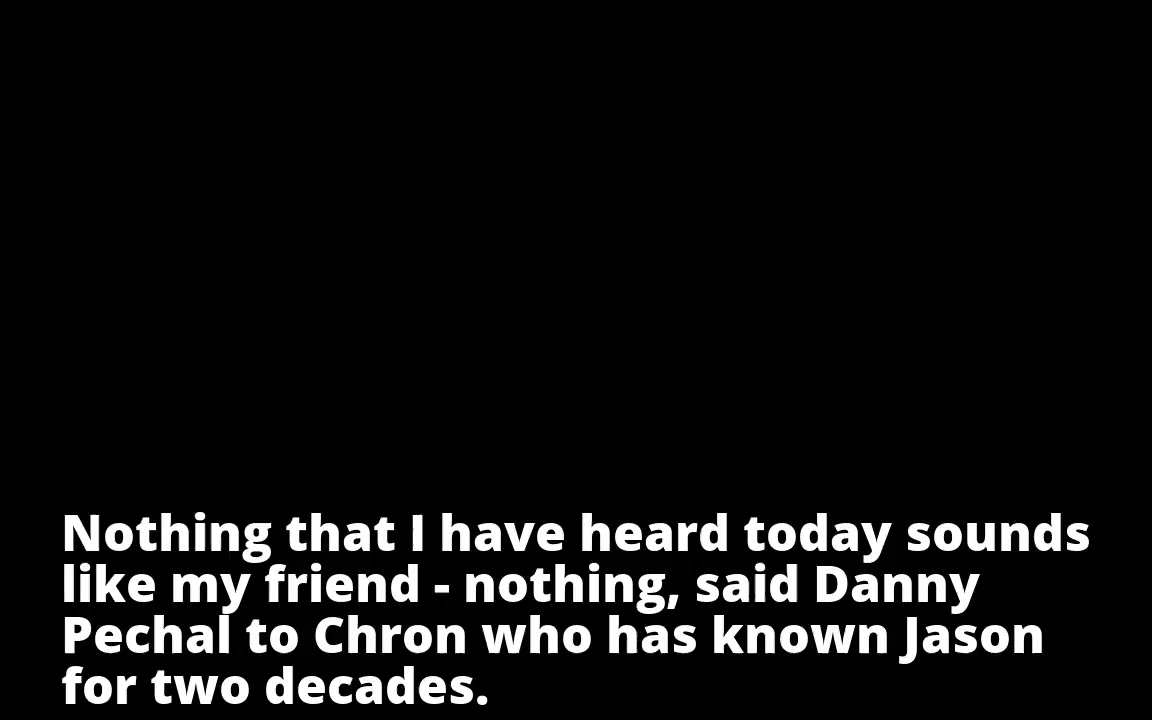 Nothing that I have heard today sounds
like my friend - nothing, said Danny
Pechal to Chron who has known Jason
for two decades.